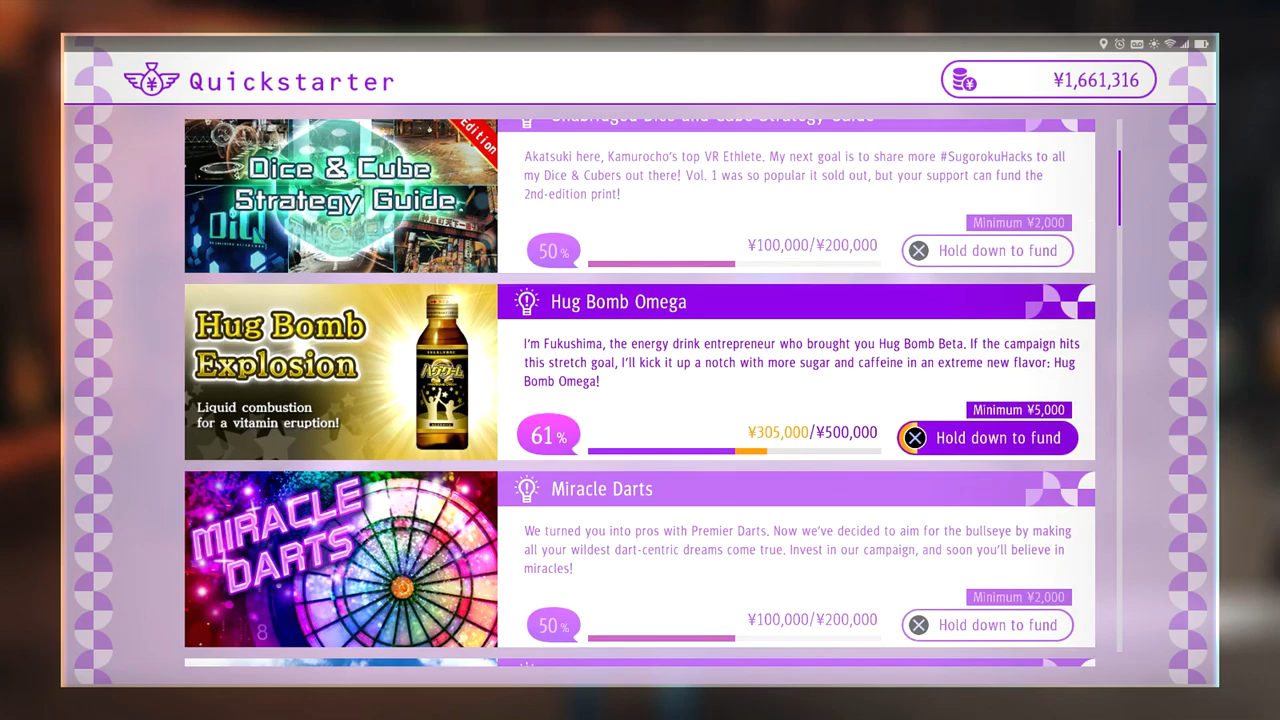 Quickstarter
¥1,661,316
Unabridged Dice and Cube Strategy Guide
Edition
Dice & Cube
Strategy Guide
Akatsuki here, Kamurocho's top VR Ethlete. My next goal is to share more #SugorokuHacks to all
my Dice & Cubers out there! Vol. 1 was so popular it sold out, but your support can fund the
2nd-edition print!
Minimum ¥2,000
50%
¥100,000/¥200,000
Hold down to fund
Hug Bomb
Explosion
Liquid combustion
for a vitamin eruption!
Hug Bomb Omega
I'm Fukushima, the energy drink entrepreneur who brought you Hug Bomb Beta. If the campaign hits
this stretch goal, I'll kick it up a notch with more sugar and caffeine in an extreme new flavor: Hug
Bomb Omega!
Minimum ¥5,000
61%
¥305,000/¥500,000
Hold down to fund
MIRACLE
DARTS
8
Miracle Darts
We turned you into pros with Premier Darts. Now we've decided to aim for the bullseye by making
all your wildest dart-centric dreams come true. Invest in our campaign, and soon you'll believe in
miracles!
Minimum ¥2,000
50%
¥100,000/¥200,000
Hold down to fund